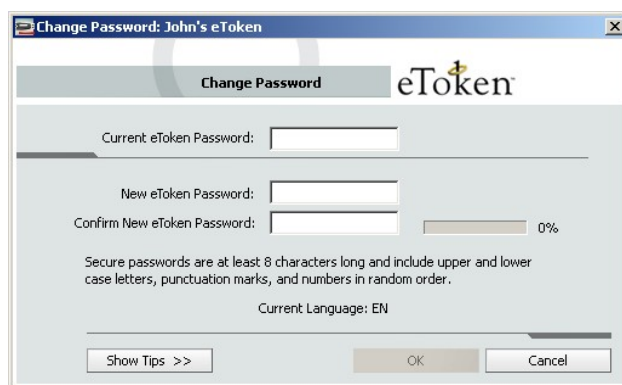 Change Password: John's eToken
Change Password
eToken
Current eToken Password:
New eToken Password:
Confirm New eToken Password:
0%
Secure passwords are at least 8 characters long and include upper and lower
case letters, punctuation marks, and numbers in random order.
Current Language: EN
Show Tips >>
OK
Cancel